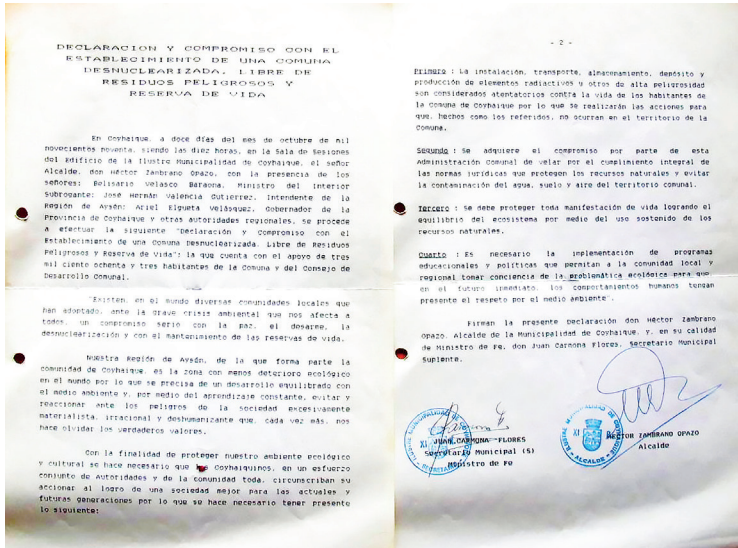 DECLARACION Y COMPROMISO CON EL
ESTABLECIMIENTO DE UNA COMUNA
DESNUCLEARIZADA, LIBRE DE
RESIDUOS PELIGROSOS Y
RESERVA DE VIDA
En Coyhaique, a doce días del mes de octubre de mil
novecientos noventa, siendo las diez horas, en la Sala de Sesiones
del Edificio de la Ilustre Municipalidad de Coyhaique, el señor
Alcalde, don Héctor Zambrano Opazo, con la presencia de los
señores: Belisario Velasco Baraona, Ministro del Interior
Subrogante; José Hernán Valencia Gutierrez, Intendente de la
Región de Aysén; Ariel Elgueta Velásquez, Gobernador de la
Provincia de Coyhaique y otras autoridades regionales, se procede
a efectuar la siguiente "Declaración y Compromiso con el
Establecimiento de una Comuna Desnuclearizada, Libre de Residuos
Peligrosos y Reserva de Vida"; la que cuenta con el apoyo de tres
mil ciento ochenta y tres habitantes de la Comuna y del Consejo de
Desarrollo Comunal.
"Existen, en el mundo diversas comunidades locales que
han adoptado, ante la grave crisis ambiental que nos afecta a
todos, un compromiso serio con la paz, el desarme, la
desnuclearización y con el mantenimiento de las reservas de vida.
Nuestra Región de Aysén, de la que forma parte la
comunidad de Coyhaique, es la zona con menos deterioro ecológico
en el mundo por lo que se precisa de un desarrollo equilibrado con
el medio ambiente y, por medio del aprendizaje constante, evitar y
reaccionar ante los peligros de la sociedad excesivamente
materialista, irracional y deshumanizante que, cada vez más, nos
hace olvidar los verdaderos valores.
Con la finalidad de proteger nuestro ambiente ecológico
y cultural se hace necesario que los Coyhaiquinos, en un esfuerzo
conjunto de Autoridades y de la comunidad toda, circunscriban su
accionar al logro de una sociedad mejor para las actuales y
futuras generaciones por lo que se hace necesario tener presente
lo siguiente:
- 2 -
Primero : La instalación, transporte, almacenamiento, depósito y
producción de elementos radiactivos y otros de alta peligrosidad
son considerados atentatorios contra la vida de los habitantes de
la Comuna de Coyhaique por lo que se realizarán las acciones para
que, hechos como los referidos, no ocurran en el territorio de la
Comuna.
Segundo : Se adquiere el compromiso por parte de esta
Administración Comunal de velar por el cumplimiento integral de
las normas jurídicas que protegen los recursos naturales y evitar
la contaminación del agua, suelo y aire del territorio comunal.
Tercero : Se debe proteger toda manifestación de vida logrando el
equilibrio del ecosistema por medio del uso sostenido de los
recursos naturales.
Cuarto : Es necesario la implementación de programas
educacionales y políticas que permitan a la comunidad local y
regional tomar conciencia de la problemática ecológica para que,
en el futuro inmediato, los comportamientos humanos tengan
presente el respeto por el medio ambiente".
Firman la presente Declaración don Héctor Zambrano
Opazo, Alcalde de la Municipalidad de Coyhaique, y, en su calidad
de Ministro de Fe, don Juan Carmona Flores, Secretario Municipal
Suplente.
JUAN CARMONA FLORES
Secretario Municipal (S)
Ministro de Fe
HECTOR ZAMBRANO OPAZO
Alcalde
XI
XI
ALCALDE